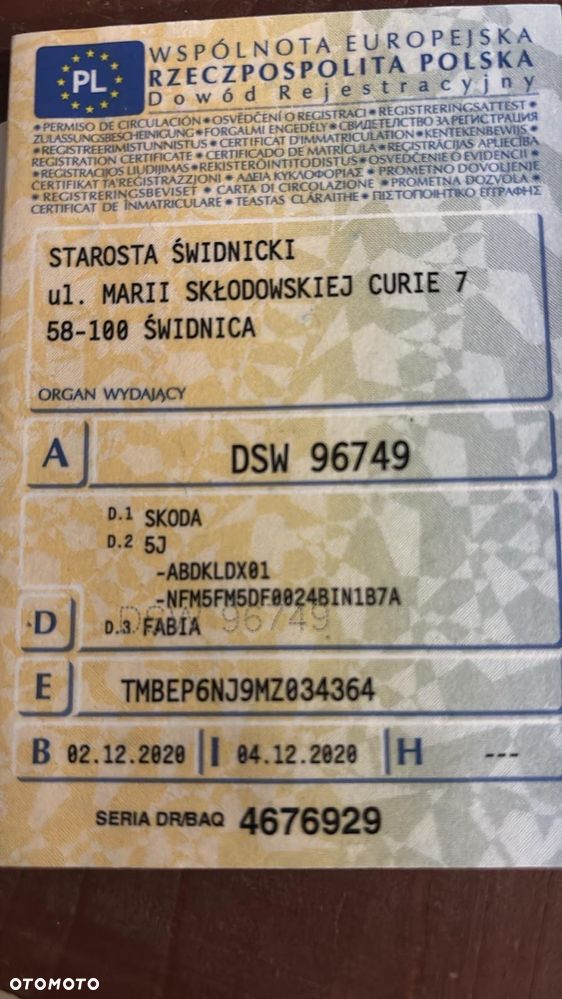 PL
WSPÓLNOTA EUROPEJSKA
RZECZPOSPOLITA POLSKA
Dowód Rejestracyjny
• PERMISO DE CIRCULACIÓN • OSVĚDČENÍ O REGISTRACI • REGISTRERINGSATTEST •
ZULASSUNGSBESCHEINIGUNG • FORGALMI ENGEDÉLY • СВИДЕТЕЛСТВО ЗА РЕГИСТРАЦИЯ
• REGISTREERIMISTUNNISTUS • CERTIFICAT D'IMMATRICULATION • KENTEKENBEWIJS •
REGISTRATION CERTIFICATE • CERTIFICADO DE MATRÍCULA • REĢISTRĀCIJAS APLIECĪBA
• REGISTRACIJOS LIUDIJIMAS • REKISTERÖINTITODISTUS • OSVEDČENIE O EVIDENCII •
ĊERTIFIKAT TA'REĠISTRAZZJONI • ΑΔΕΙΑ ΚΥΚΛΟΦΟΡΙΑΣ • PROMETNO DOVOLJENJE
• REGISTRERINGSBEVISET • CARTA DI CIRCOLAZIONE • PROMETNA DOZVOLA •
CERTIFICAT DE ÎNMATRICULARE • TEASTAS CLÁRAITHE • ΠΙΣΤΟΠΟΙΗΤΙΚΟ ΕΓΓΡΑΦΗΣ
STAROSTA ŚWIDNICKI
ul. MARII SKŁODOWSKIEJ CURIE 7
58-100 ŚWIDNICA
ORGAN WYDAJĄCY
A DSW 96749
D.1 SKODA
D.2 5J
-ABDKLDX01
-NFM5FM5DF0024BIN1B7A
DSW 96749
D D.3 FABIA
E TMBEP6NJ9MZ034364
B 02.12.2020 I 04.12.2020 H ---
SERIA DR/BAQ 4676929
OTOMOTO